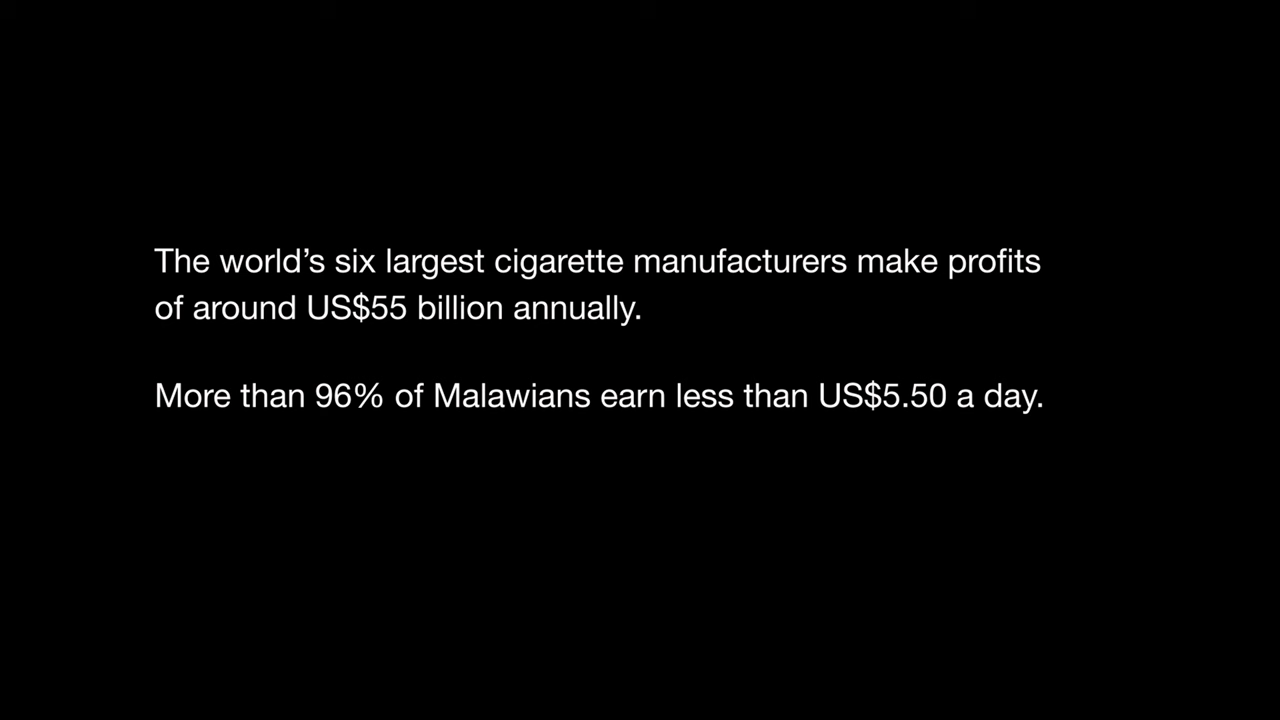 The world’s six largest cigarette manufacturers make profits
of around US$55 billion annually.
More than 96% of Malawians earn less than US$5.50 a day.